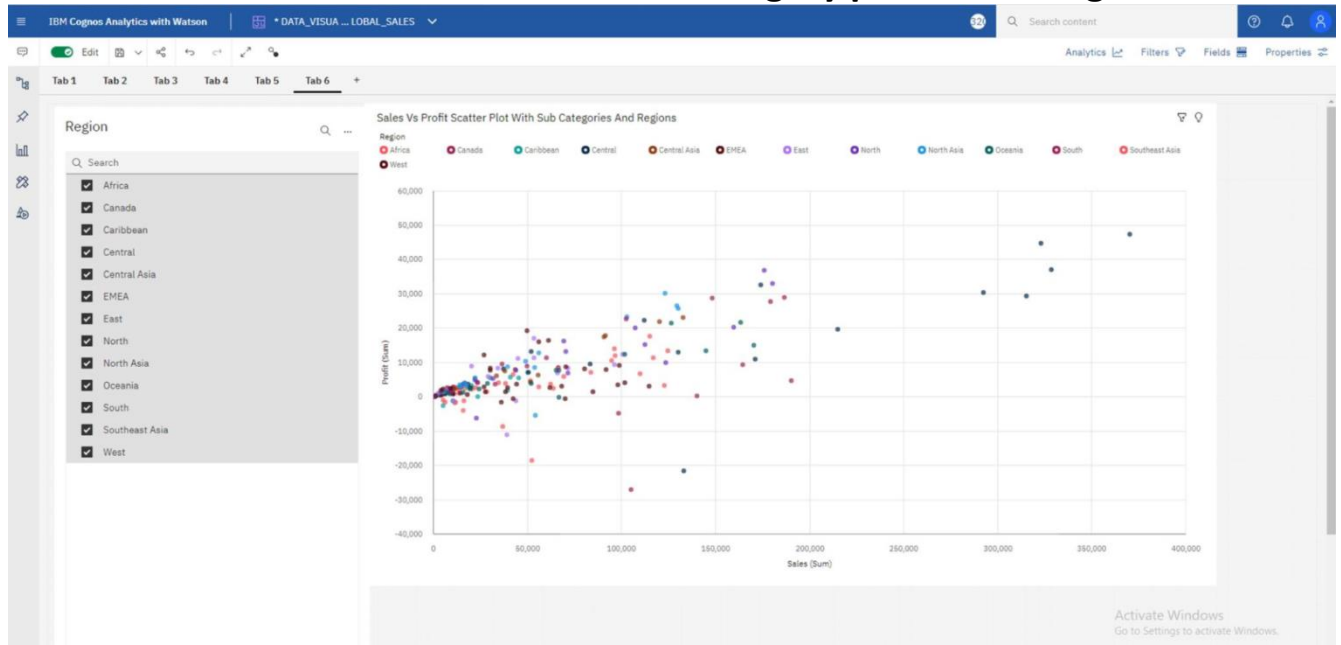 IBM Cognos Analytics with Watson
* DATA_VISUA ... LOBAL_SALES
Search content
Edit
Analytics
Filters
Fields
Properties
Tab 1 Tab 2 Tab 3 Tab 4 Tab 5 Tab 6 +
Region
Search
Africa
Canada
Caribbean
Central
Central Asia
EMEA
East
North
North Asia
Oceania
South
Southeast Asia
West
Sales Vs Profit Scatter Plot With Sub Categories And Regions
Region
Africa Canada Caribbean Central Central Asia EMEA East North North Asia Oceania South Southeast Asia
West
Profit (Sum)
60,000
50,000
40,000
30,000
20,000
10,000
0
-10,000
-20,000
-30,000
-40,000
0 50,000 100,000 150,000 200,000 250,000 300,000 350,000 400,000
Sales (Sum)
Activate Windows
Go to Settings to activate Windows.